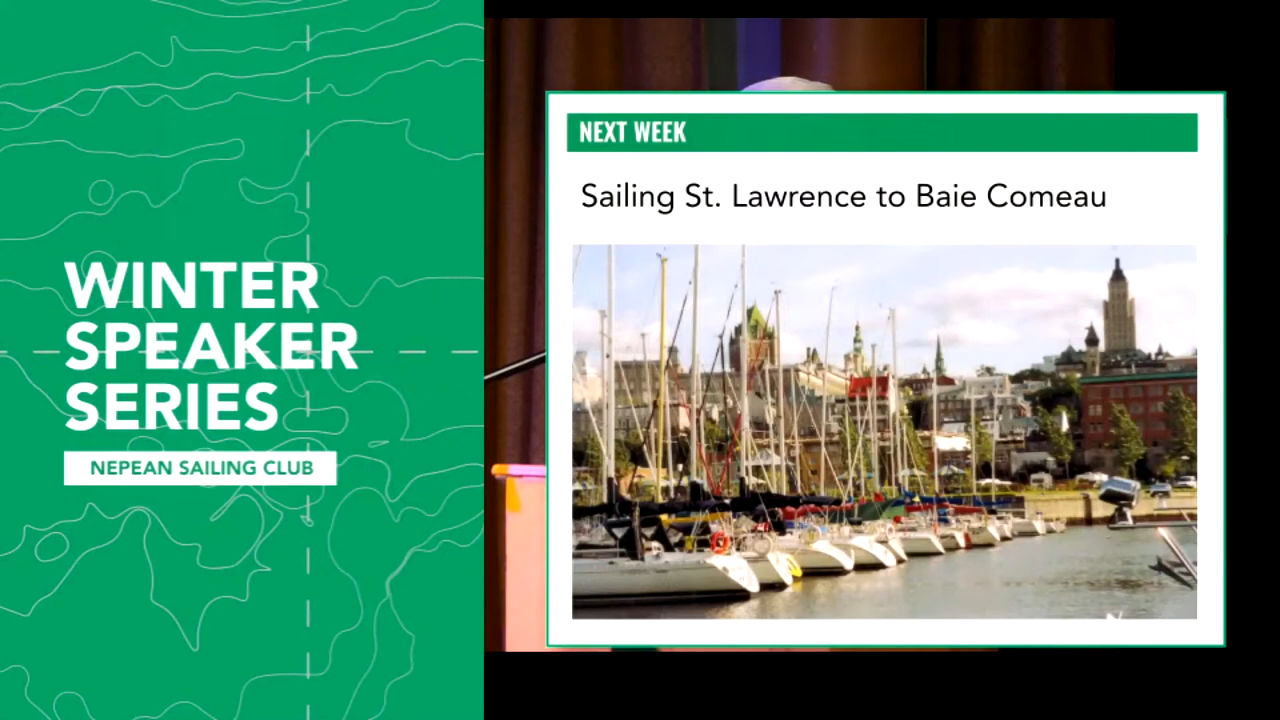 WINTER
SPEAKER
SERIES
NEPEAN SAILING CLUB
NEXT WEEK
Sailing St. Lawrence to Baie Comeau